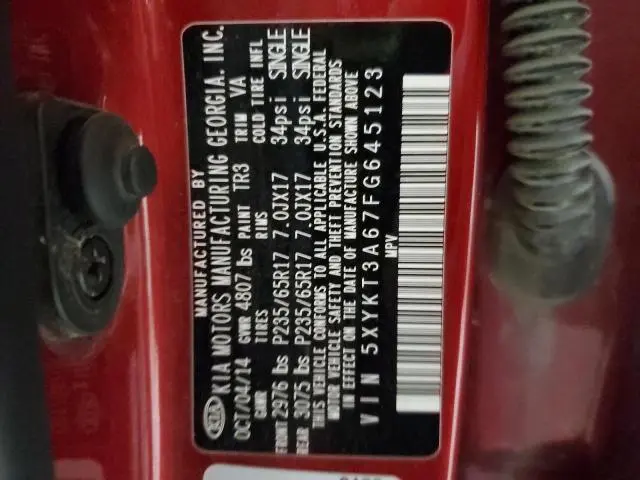 MANUFACTURED BY
KIA KIA MOTORS MANUFACTURING GEORGIA, INC.
OCT/04/14 GVWR 4807 lbs PAINT TR3 TRIM VA
GWR TIRES RIMS COLD TIRE INFL
FRONT 2976 lbs P235/65R17 7.0JX17 34psi SINGLE
REAR 3075 lbs P235/65R17 7.0JX17 34psi SINGLE
THIS VEHICLE CONFORMS TO ALL APPLICABLE U.S.A. FEDERAL
MOTOR VEHICLE SAFETY AND THEFT PREVENTION STANDARDS
IN EFFECT ON THE DATE OF MANUFACTURE SHOWN ABOVE
VIN 5XYKT3A67FG645123
MPV